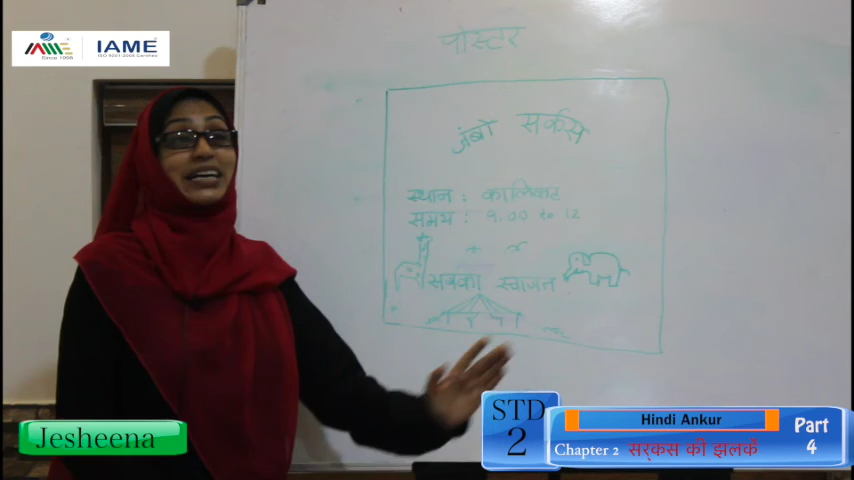 IAME
Since 1998
ISO 9001-2008 Certified
पोस्टर
जंबो सर्कस
स्थान : कालिकट
समय : 9.00 to 12
सबका स्वागत
Jesheena
STD
2
Hindi Ankur
Chapter 2 सर्कस की झलकें
Part
4